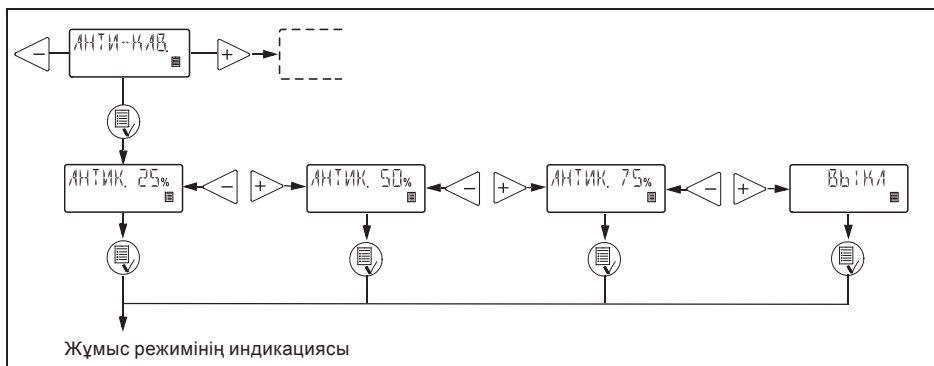 АНТИ-КАВ.
− +
АНТИК. 25%
− +
АНТИК. 50%
− +
АНТИК. 75%
− +
ВЫКЛ
Жұмыс режимінің индикациясы